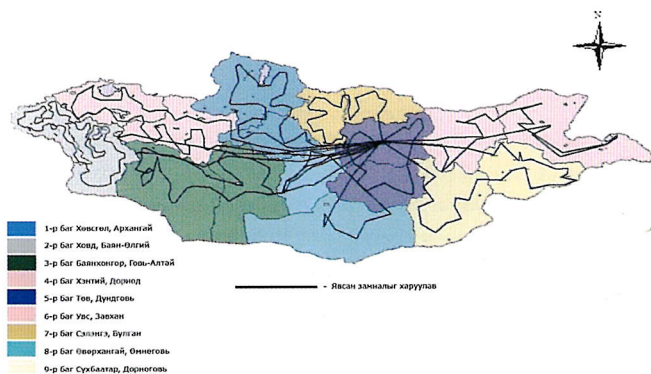 N
1-р баг Хөвсгөл, Архангай
2-р баг Ховд, Баян-Өлгий
3-р баг Баянхонгор, Говь-Алтай
4-р баг Хэнтий, Дориод
5-р баг Төв, Дундговь
6-р баг Увс, Завхан
7-р баг Сэлэнгэ, Булган
8-р баг Өвөрхангай, Өмнөговь
9-р баг Сүхбаатар, Дорноговь
- Явсан замналыг харуулав